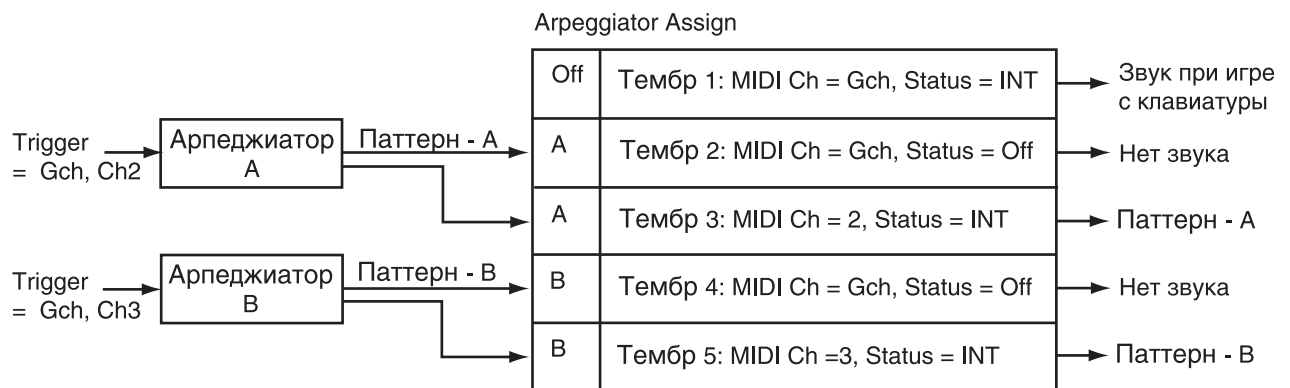 Arpeggiator Assign
Off
Тембр 1: MIDI Ch = Gch, Status = INT
Звук при игре
с клавиатуры
Trigger
= Gch, Ch2
Арпеджиатор
A
Паттерн - A
A
Тембр 2: MIDI Ch = Gch, Status = Off
Нет звука
A
Тембр 3: MIDI Ch = 2, Status = INT
Паттерн - A
Trigger
= Gch, Ch3
Арпеджиатор
B
Паттерн - B
B
Тембр 4: MIDI Ch = Gch, Status = Off
Нет звука
B
Тембр 5: MIDI Ch =3, Status = INT
Паттерн - B